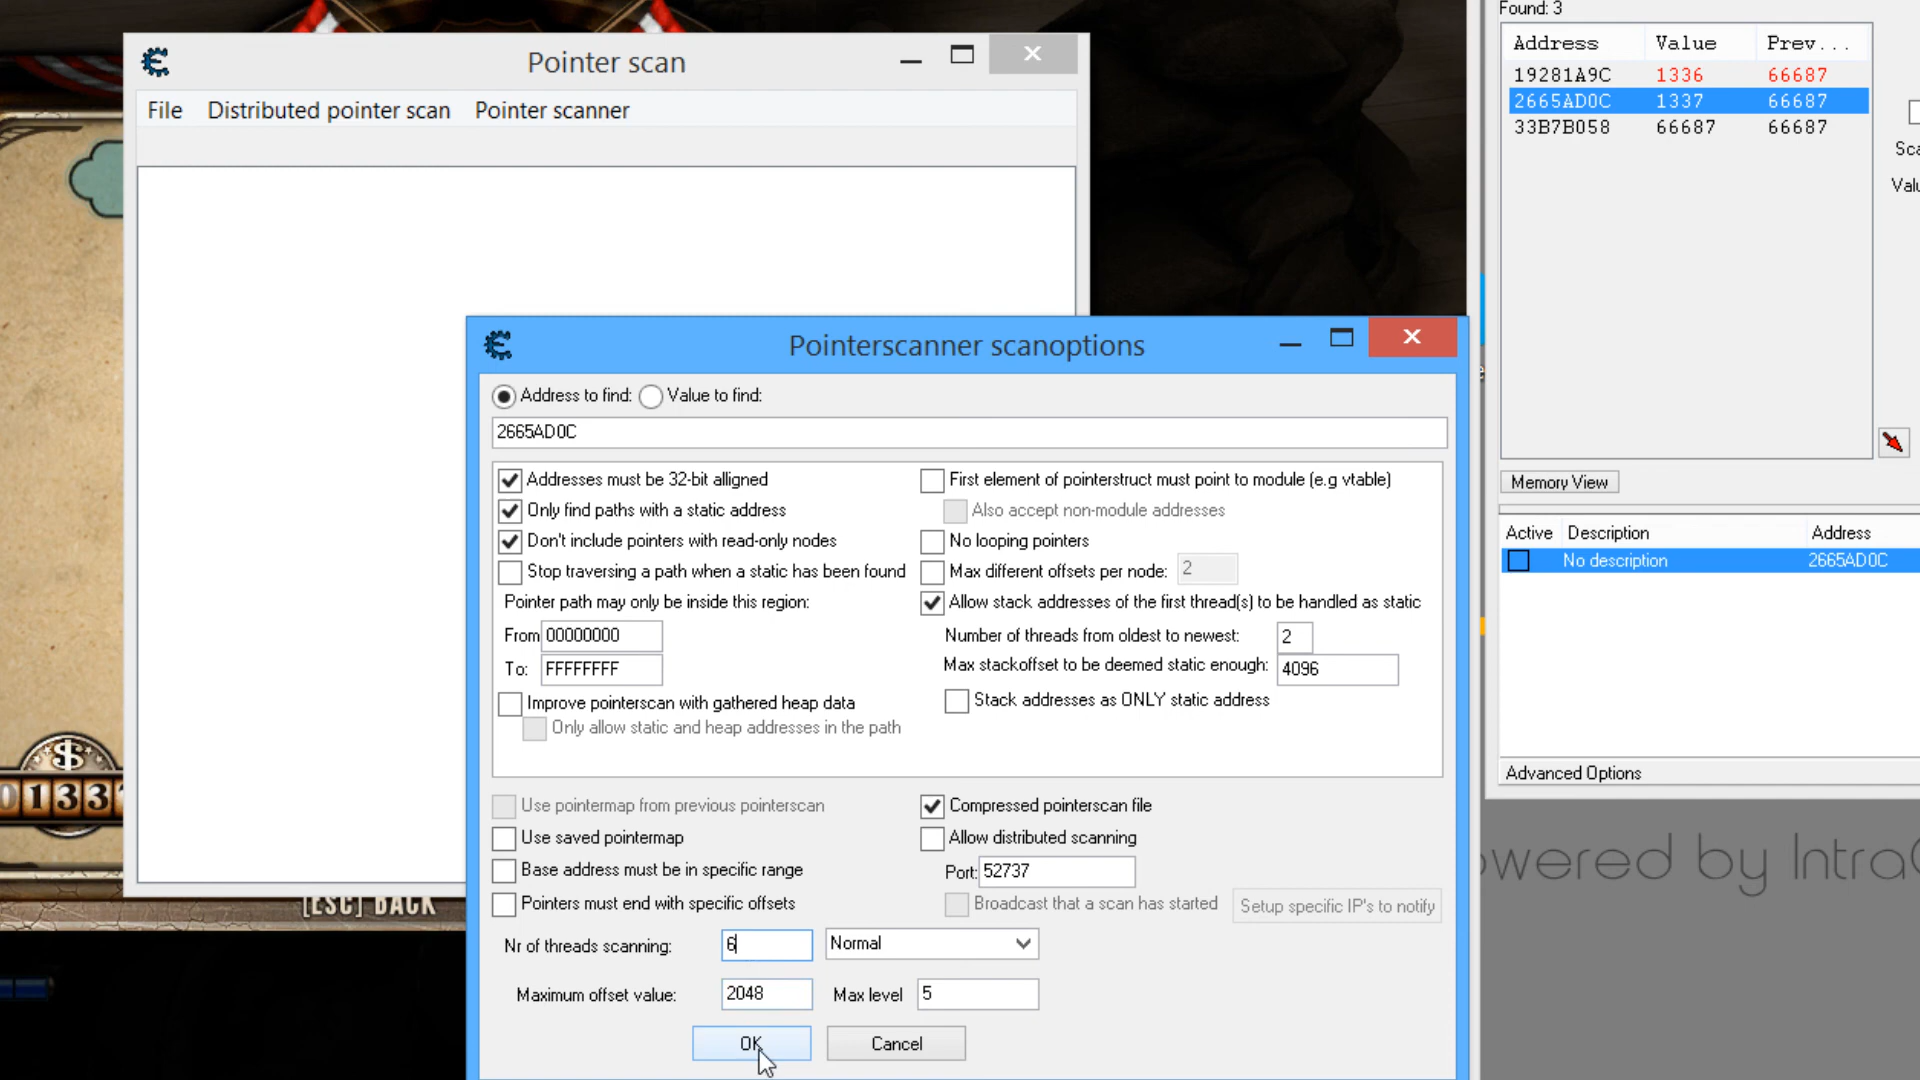 Pointer scan
File Distributed pointer scan Pointer scanner
Pointerscanner scanoptions
Address to find: Value to find:
2665AD0C
Addresses must be 32-bit alligned
Only find paths with a static address
Don't include pointers with read-only nodes
Stop traversing a path when a static has been found
Pointer path may only be inside this region:
From 00000000
To: FFFFFFFF
Improve pointerscan with gathered heap data
Only allow static and heap addresses in the path
First element of pointerstruct must point to module (e.g vtable)
Also accept non-module addresses
No looping pointers
Max different offsets per node: 2
Allow stack addresses of the first thread(s) to be handled as static
Number of threads from oldest to newest: 2
Max stackoffset to be deemed static enough: 4096
Stack addresses as ONLY static address
Use pointermap from previous pointerscan
Use saved pointermap
Base address must be in specific range
Pointers must end with specific offsets
Compressed pointerscan file
Allow distributed scanning
Port: 52737
Broadcast that a scan has started Setup specific IP's to notify
Nr of threads scanning: 6 Normal
Maximum offset value: 2048 Max level 5
OK Cancel
Found: 3
Address Value Prev...
19281A9C 1336 66687
2665AD0C 1337 66687
33B7B058 66687 66687
Sca
Valu
Memory View
Active Description Address
No description 2665AD0C
Advanced Options
owered by Intra
$
0133
[ESC] BACK